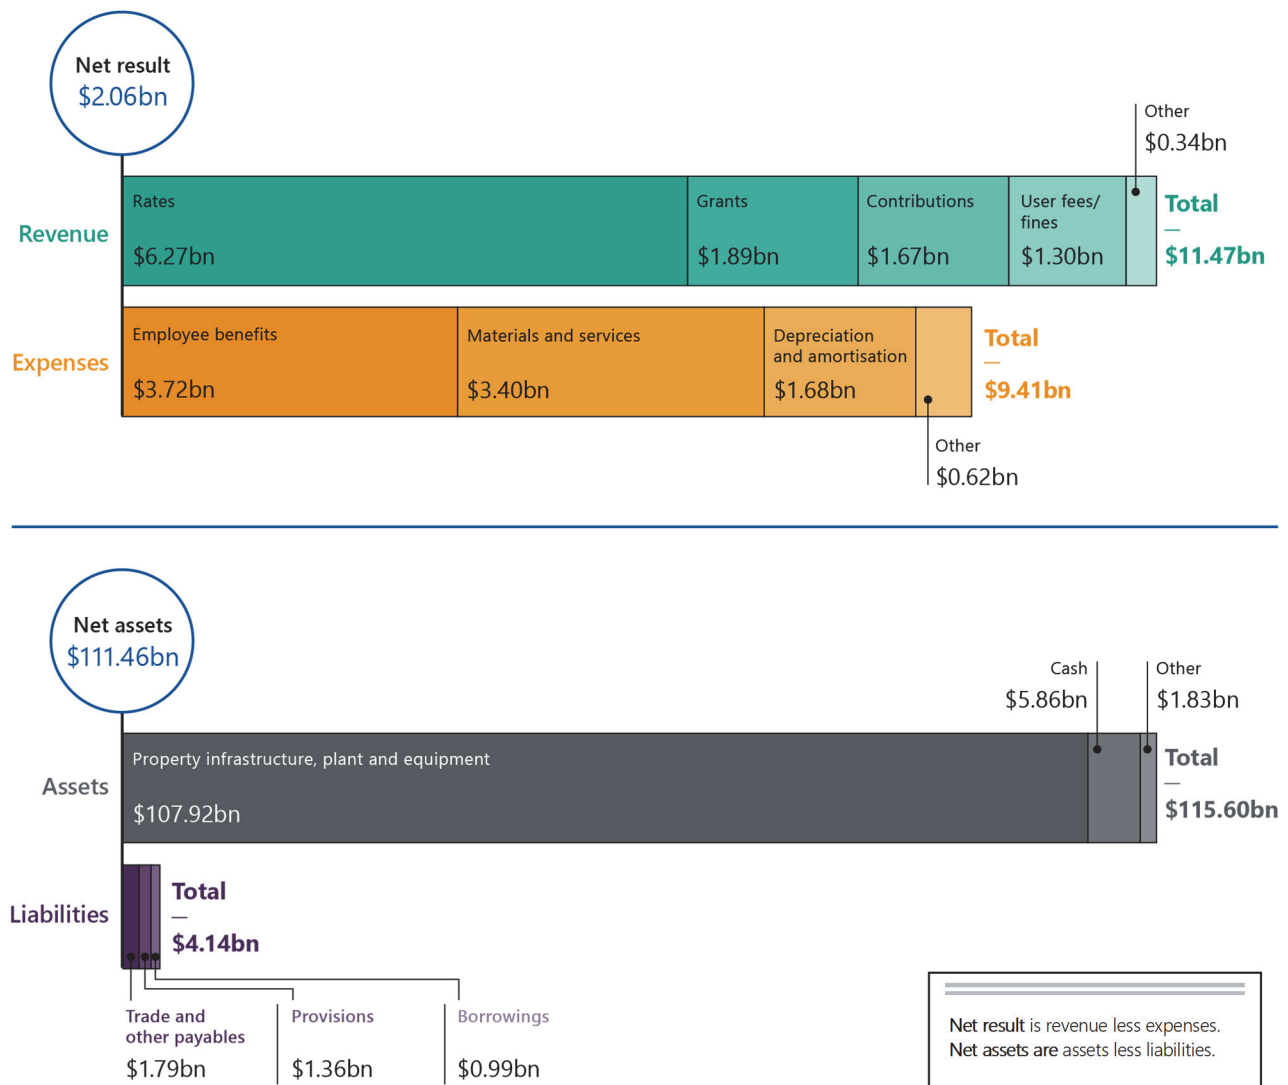 Net result
$2.06bn
Other
$0.34bn
Revenue
Rates
$6.27bn
Grants
$1.89bn
Contributions
$1.67bn
User fees/
fines
$1.30bn
Total
$11.47bn
Expenses
Employee benefits
$3.72bn
Materials and services
$3.40bn
Depreciation
and amortisation
$1.68bn
Total
$9.41bn
Other
$0.62bn
Net assets
$111.46bn
Cash
$5.86bn
Other
$1.83bn
Assets
Property infrastructure, plant and equipment
$107.92bn
Total
$115.60bn
Liabilities
Total
$4.14bn
Trade and
other payables
$1.79bn
Provisions
$1.36bn
Borrowings
$0.99bn
Net result is revenue less expenses.
Net assets are assets less liabilities.